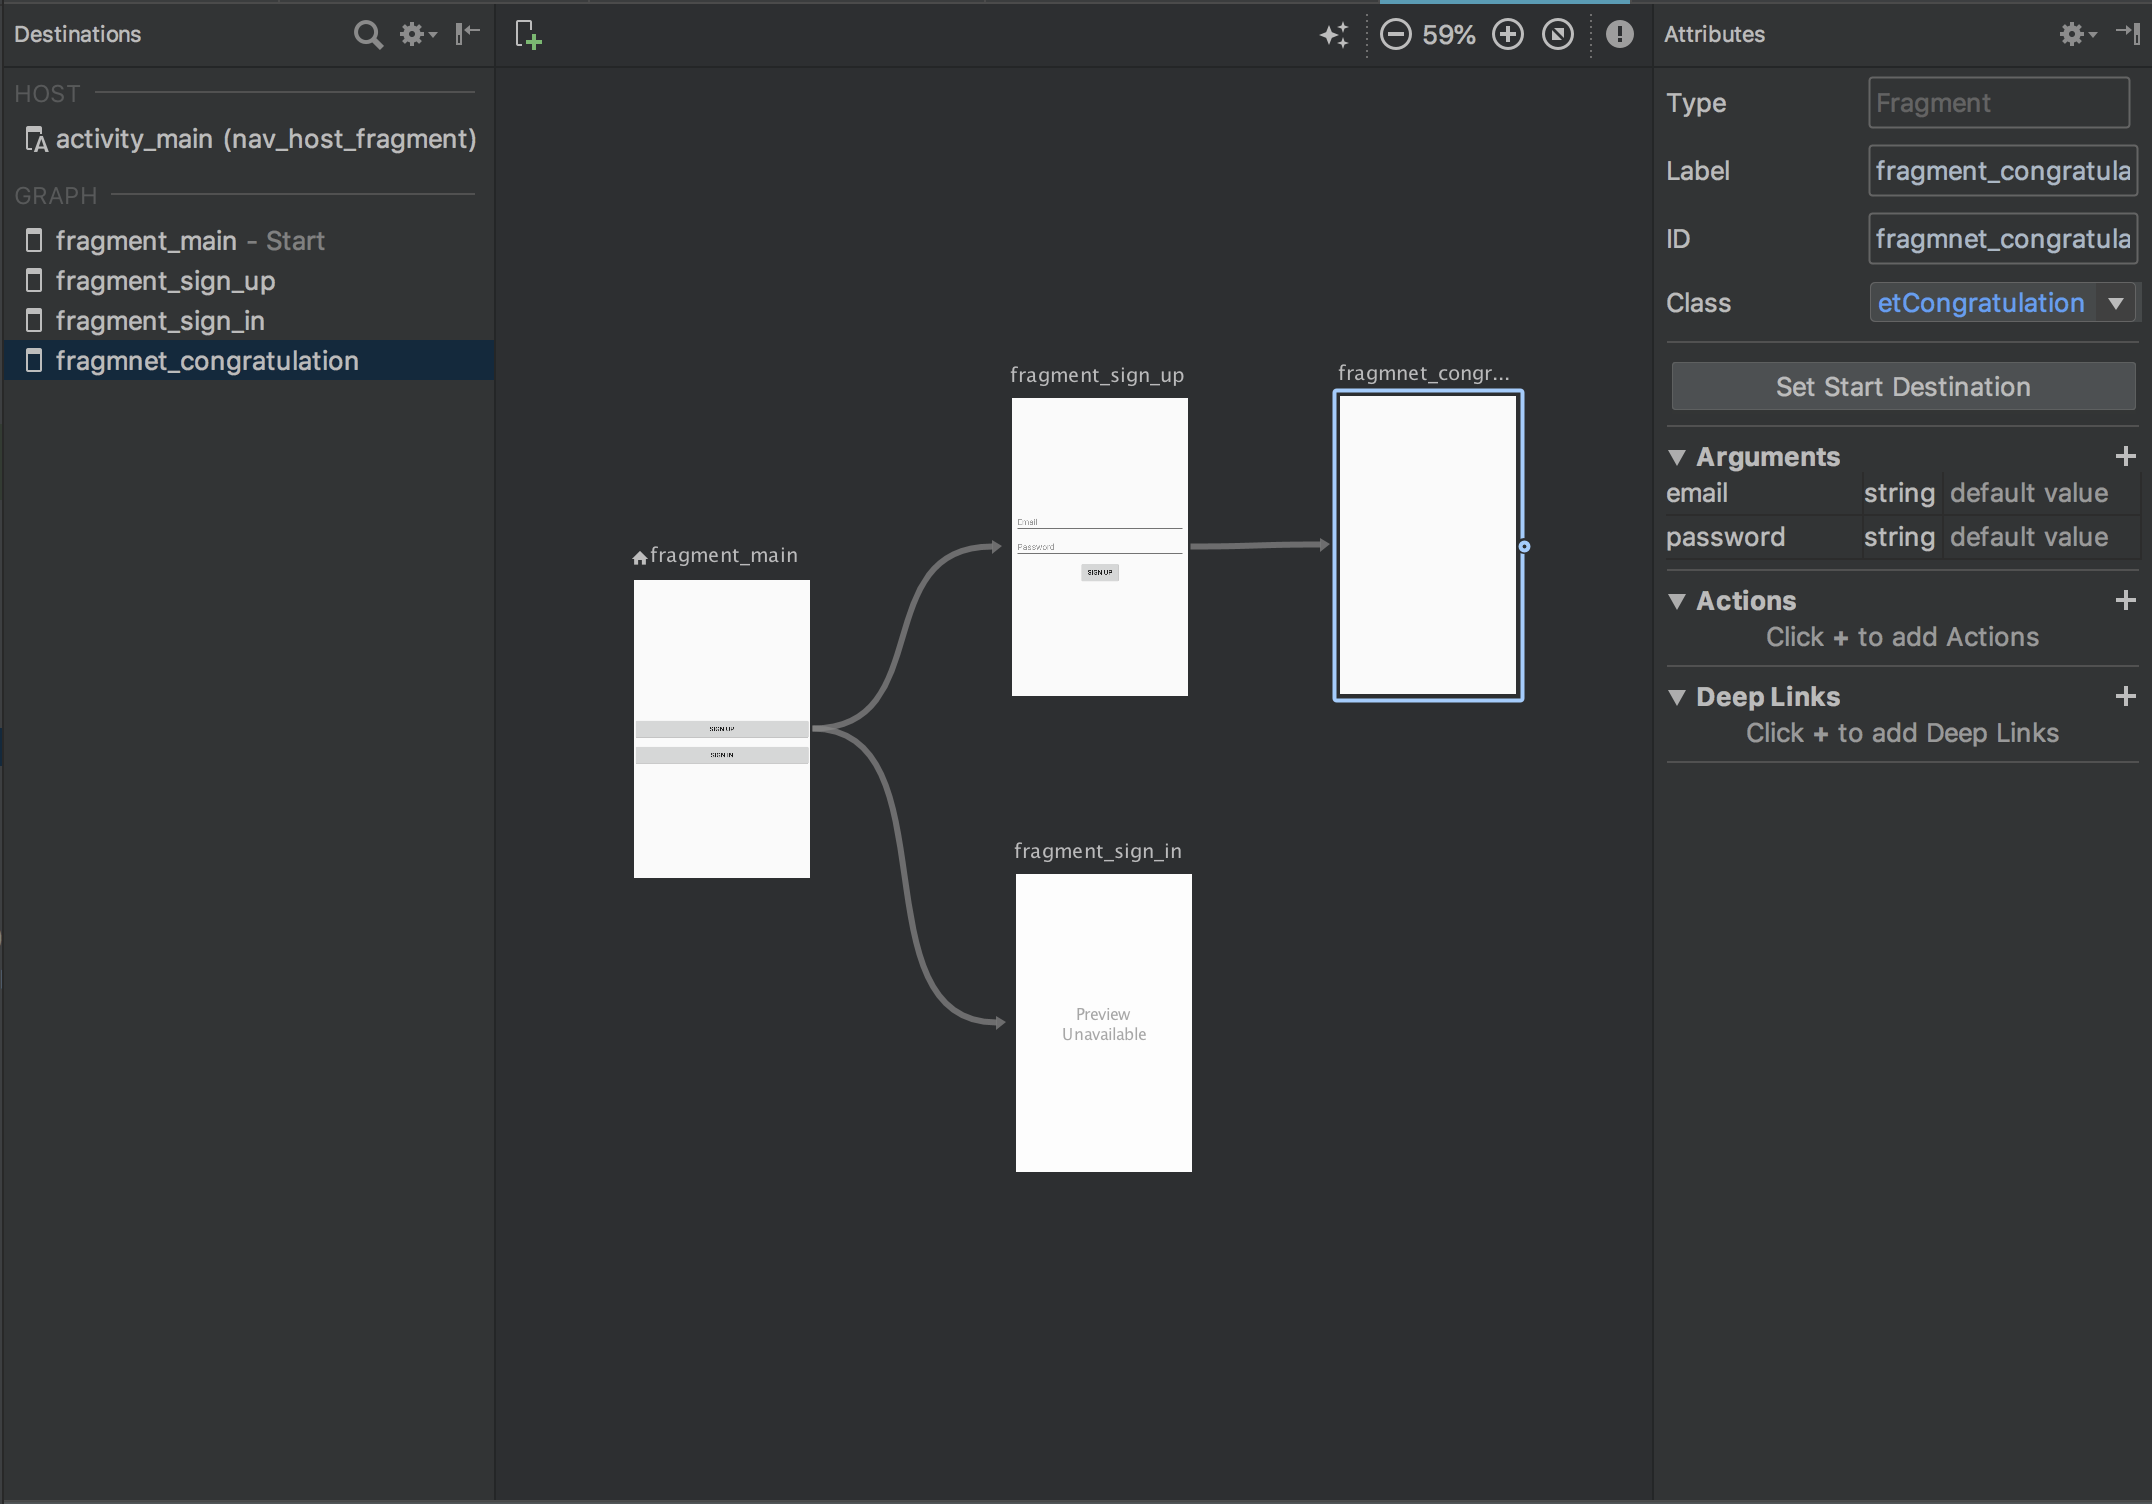 Destinations
59%
Attributes
HOST
activity_main (nav_host_fragment)
GRAPH
fragment_main - Start
fragment_sign_up
fragment_sign_in
fragmnet_congratulation
fragment_main
SIGN UP
SIGN IN
fragment_sign_up
Email
Password
SIGN UP
fragmnet_congr...
fragment_sign_in
Preview
Unavailable
Type Fragment
Label fragment_congratula
ID fragmnet_congratula
Class etCongratulation
Set Start Destination
Arguments +
email string default value
password string default value
Actions +
Click + to add Actions
Deep Links +
Click + to add Deep Links